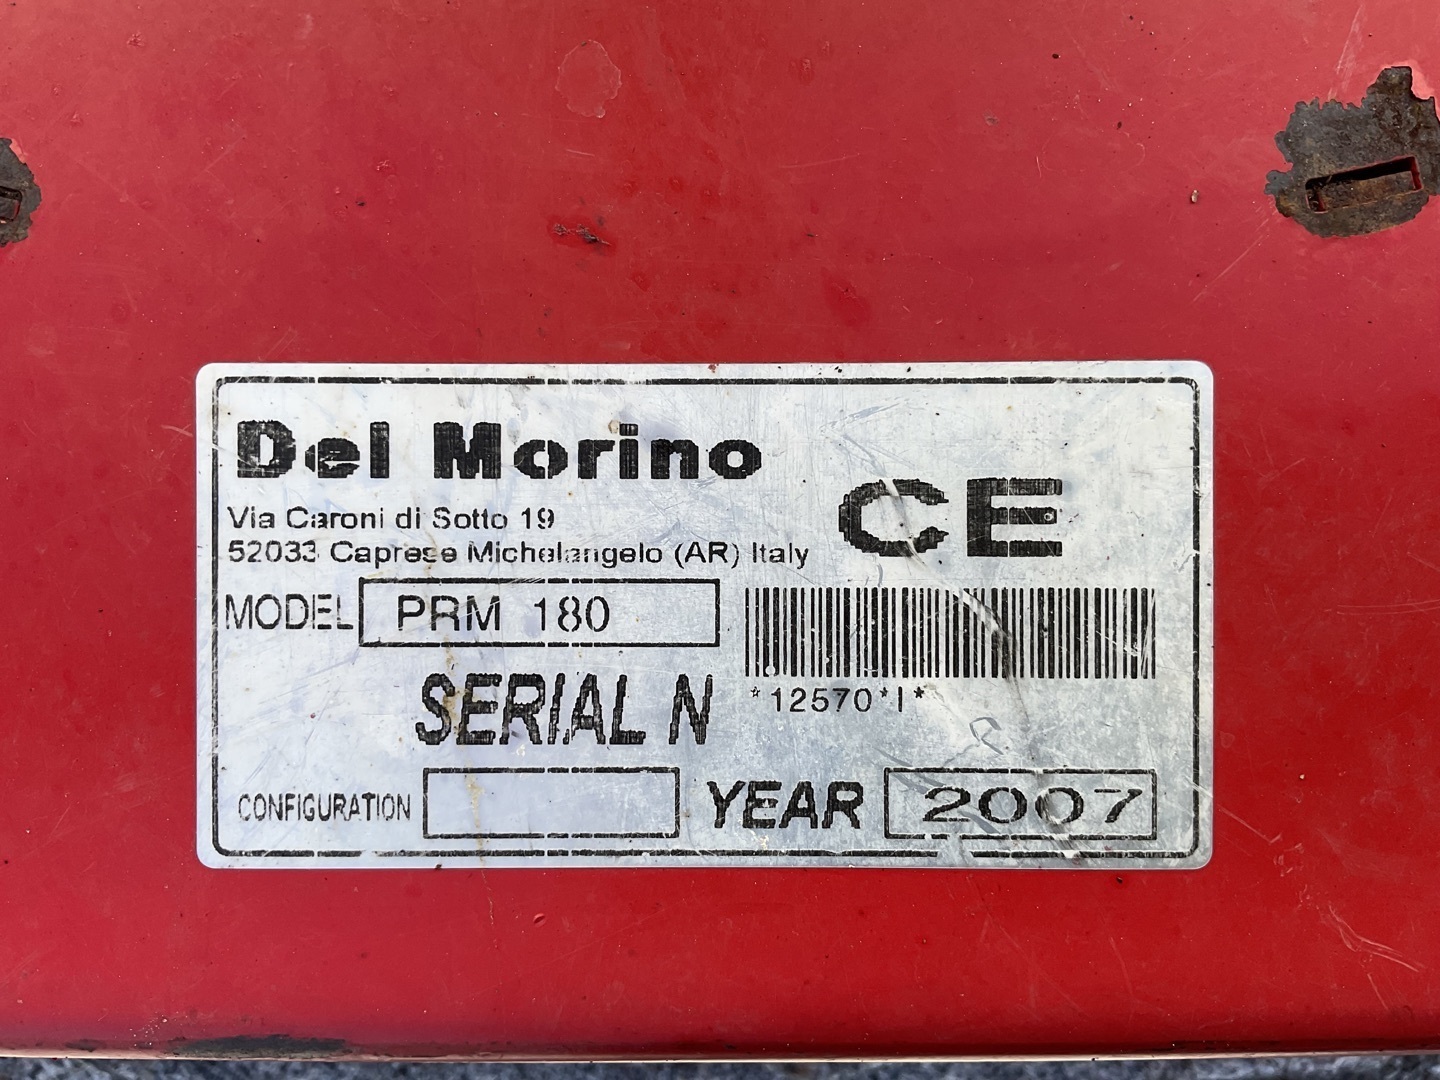 Del Morino
CE
Via Caroni di Sotto 19
52033 Caprese Michelangelo (AR) Italy
MODEL PRM 180
*12570*I*
SERIAL N
CONFIGURATION
YEAR 2007